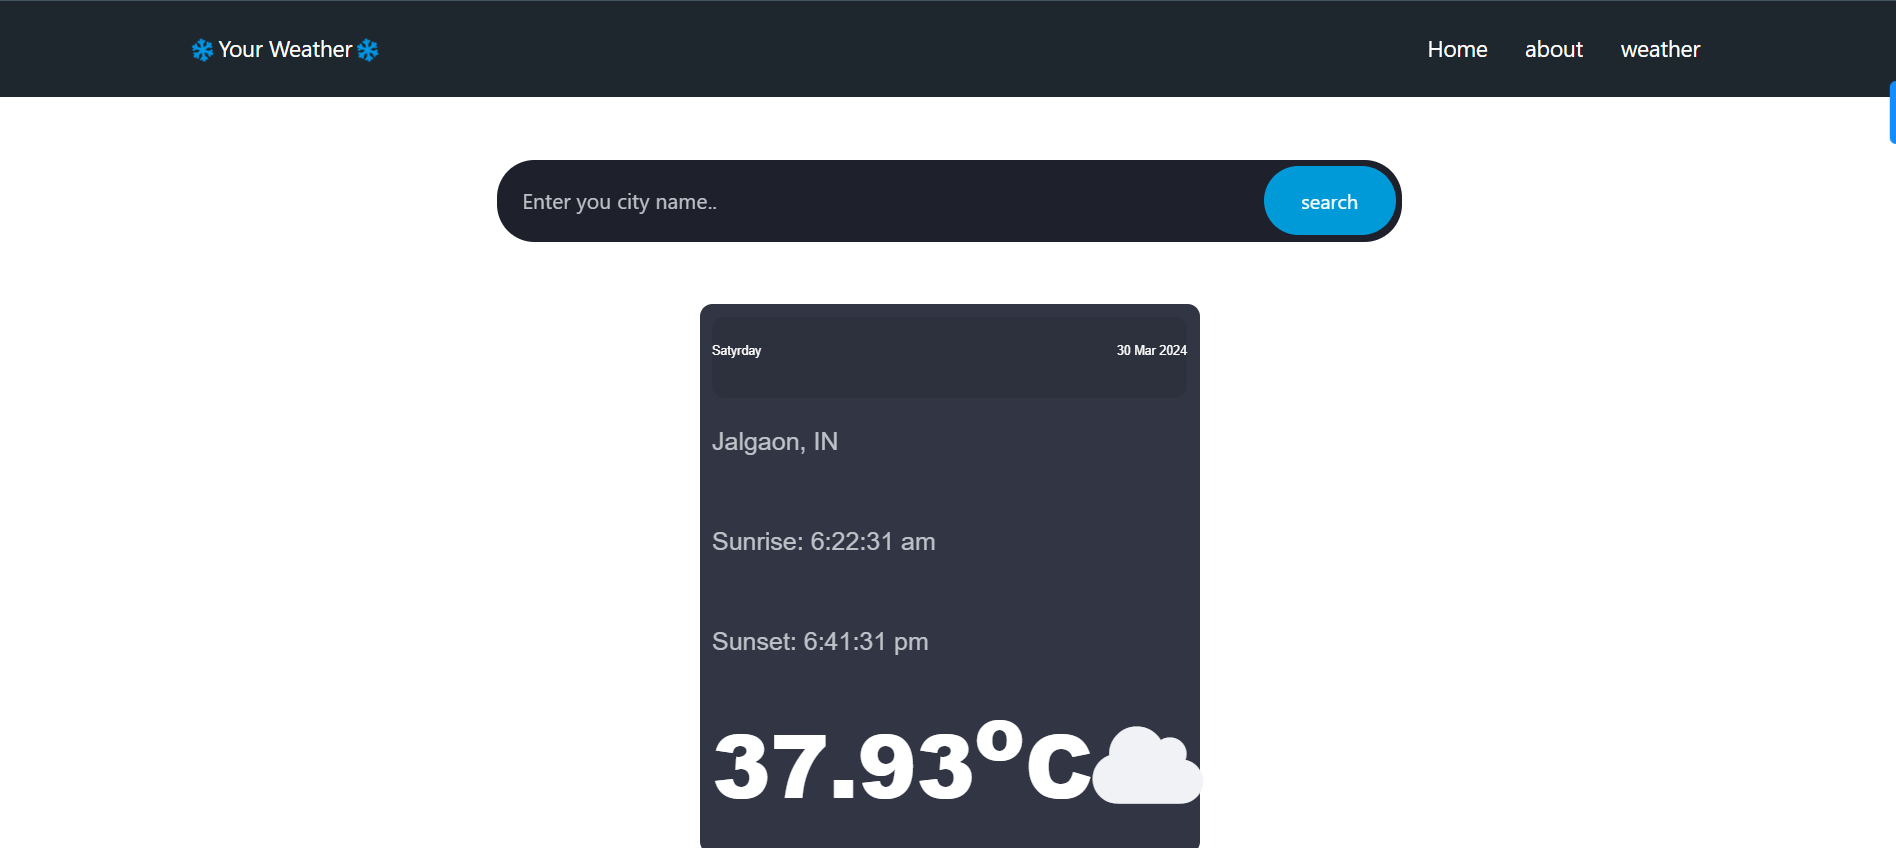 Your Weather
Home about weather
Enter you city name..
search
Satyrday
30 Mar 2024
Jalgaon, IN
Sunrise: 6:22:31 am
Sunset: 6:41:31 pm
37.93°C